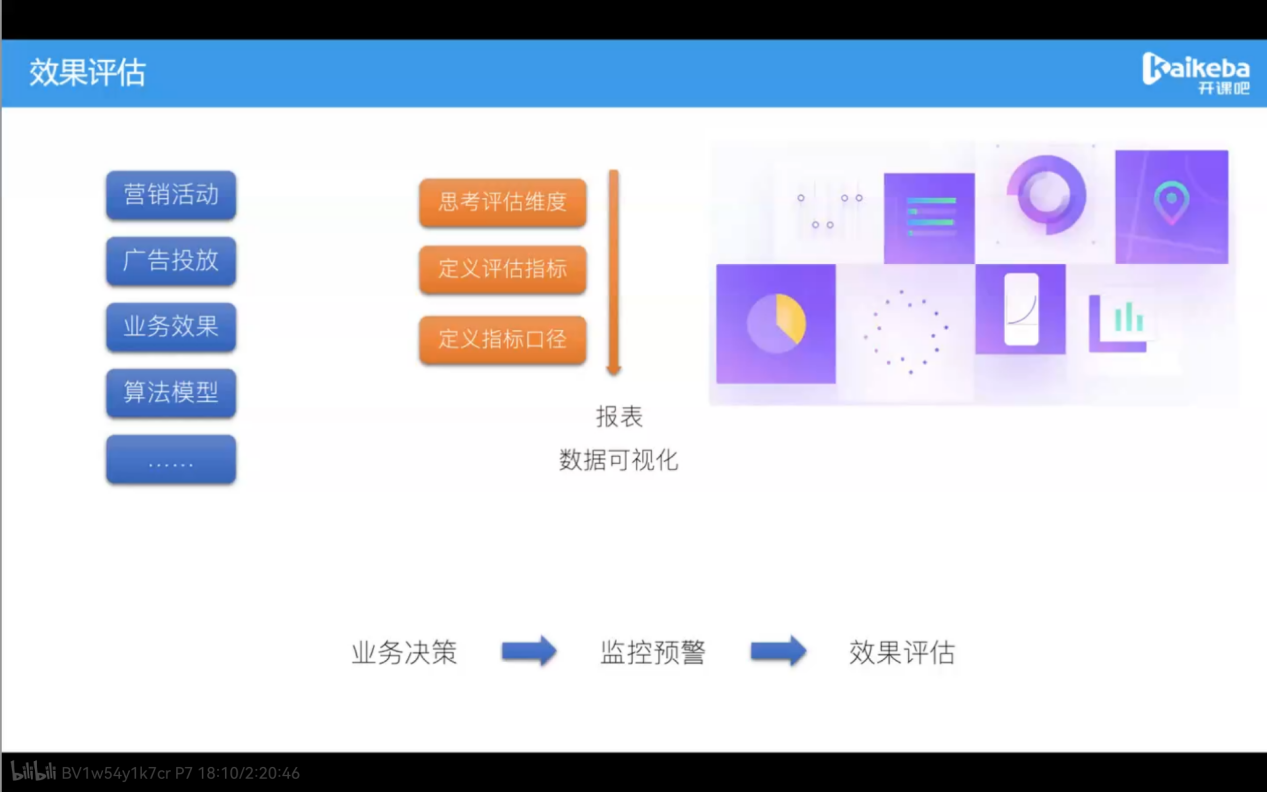 效果评估
kaikeba
开课吧
营销活动
广告投放
业务效果
算法模型
......
思考评估维度
定义评估指标
定义指标口径
报表
数据可视化
业务决策
监控预警
效果评估
bilibili BV1w54y1k7cr P7 18:10/2:20:46